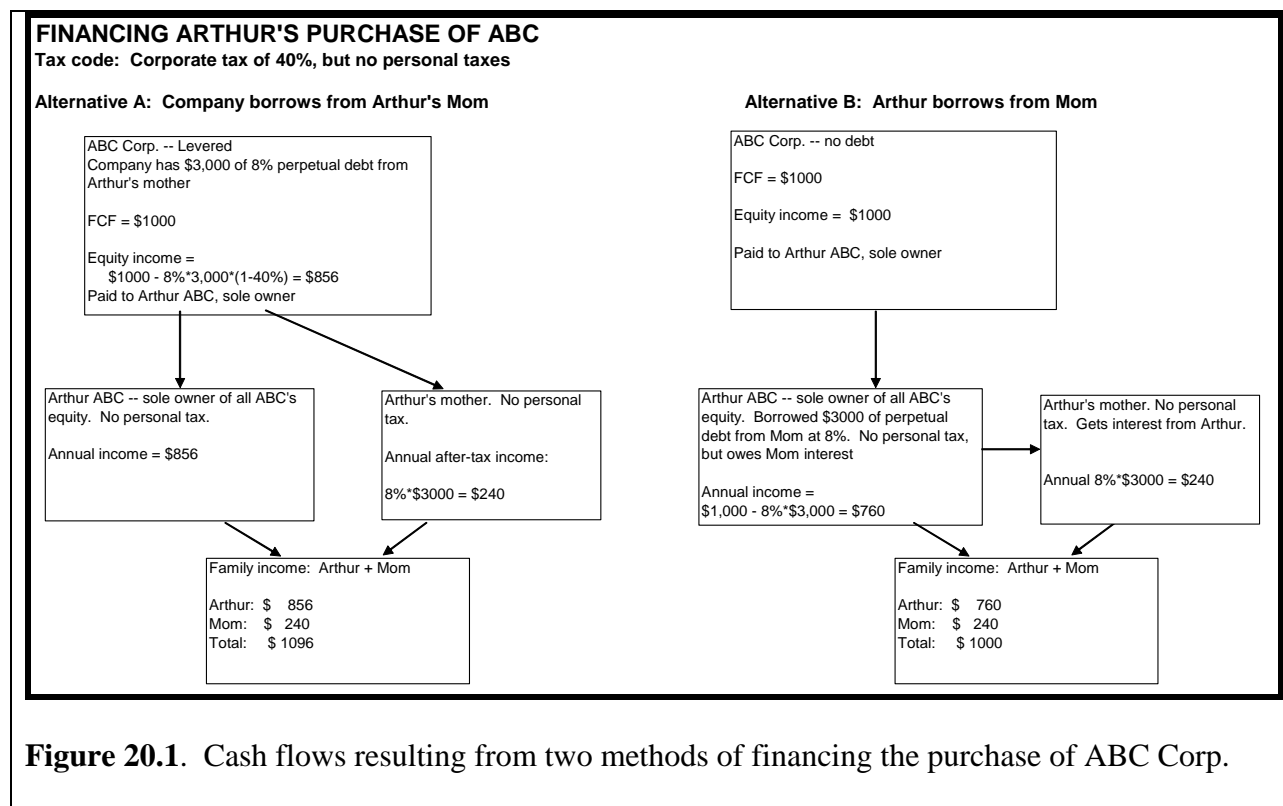 FINANCING ARTHUR'S PURCHASE OF ABC
Tax code: Corporate tax of 40%, but no personal taxes
Alternative A: Company borrows from Arthur's Mom
ABC Corp. -- Levered
Company has $3,000 of 8% perpetual debt from
Arthur's mother
FCF = $1000
Equity income =
$1000 - 8%*3,000*(1-40%) = $856
Paid to Arthur ABC, sole owner
Arthur ABC -- sole owner of all ABC's
equity. No personal tax.
Annual income = $856
Arthur's mother. No personal
tax.
Annual after-tax income:
8%*$3000 = $240
Family income: Arthur + Mom
Arthur: $ 856
Mom: $ 240
Total: $ 1096
Alternative B: Arthur borrows from Mom
ABC Corp. -- no debt
FCF = $1000
Equity income = $1000
Paid to Arthur ABC, sole owner
Arthur ABC -- sole owner of all ABC's
equity. Borrowed $3000 of perpetual
debt from Mom at 8%. No personal tax,
but owes Mom interest
Annual income =
$1,000 - 8%*$3,000 = $760
Arthur's mother. No personal
tax. Gets interest from Arthur.
Annual 8%*$3000 = $240
Family income: Arthur + Mom
Arthur: $ 760
Mom: $ 240
Total: $ 1000
Figure 20.1. Cash flows resulting from two methods of financing the purchase of ABC Corp.